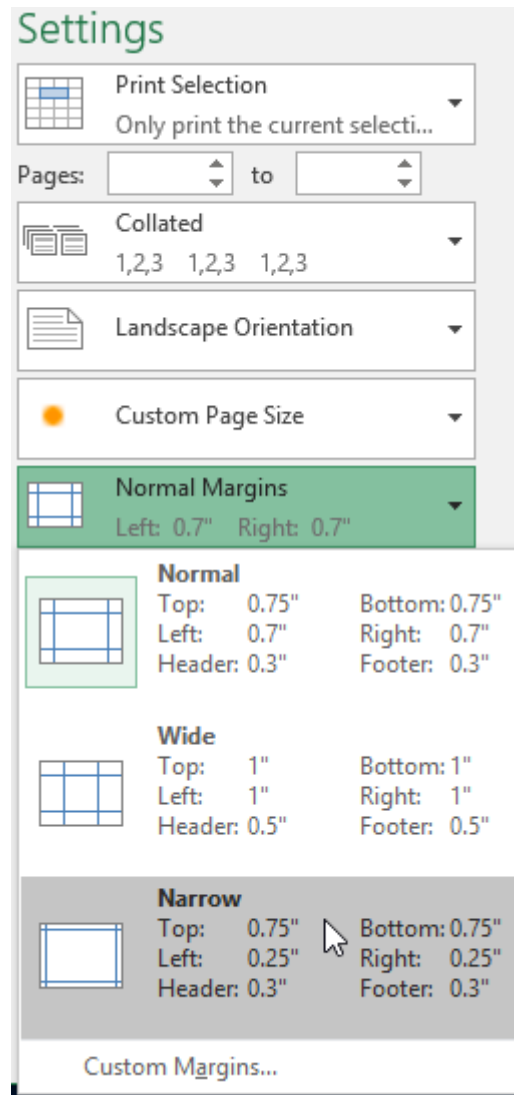 Settings
Print Selection
Only print the current selecti...
Pages: to
Collated
1,2,3 1,2,3 1,2,3
Landscape Orientation
Custom Page Size
Normal Margins
Left: 0.7" Right: 0.7"
Normal
Top: 0.75" Bottom: 0.75"
Left: 0.7" Right: 0.7"
Header: 0.3" Footer: 0.3"
Wide
Top: 1" Bottom: 1"
Left: 1" Right: 1"
Header: 0.5" Footer: 0.5"
Narrow
Top: 0.75" Bottom: 0.75"
Left: 0.25" Right: 0.25"
Header: 0.3" Footer: 0.3"
Custom Margins...